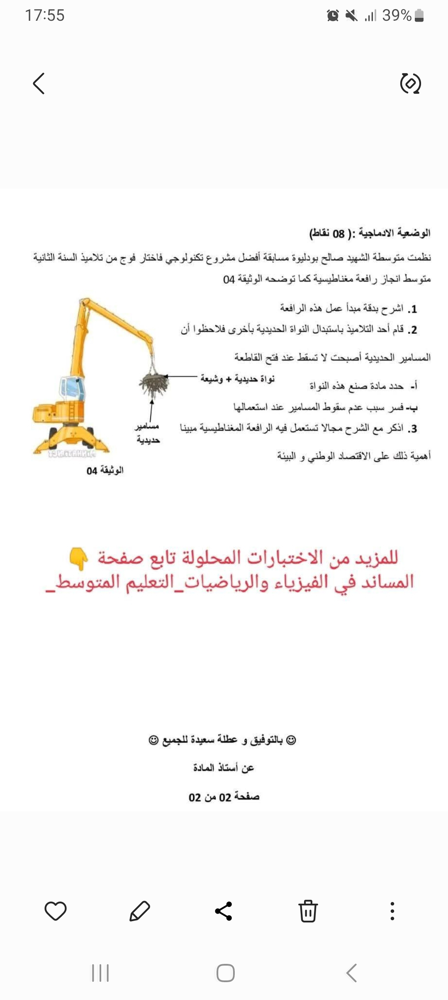 17:55
39%
الوضعية الادماجية :( 08 نقاط)
نظمت متوسطة الشهيد صالح بودليوة مسابقة أفضل مشروع تكنولوجي فاختار فوج من تلاميذ السنة الثانية
متوسط انجاز رافعة مغناطيسية كما توضحه الوثيقة 04
1. اشرح بدقة مبدأ عمل هذه الرافعة
2. قام أحد التلاميذ باستبدال النواة الحديدية بأخرى فلاحظوا أن
المسامير الحديدية أصبحت لا تسقط عند فتح القاطعة
نواة حديدية + وشيعة
أ- حدد مادة صنع هذه النواة
ب- فسر سبب عدم سقوط المسامير عند استعمالها
مسامير
حديدية
3. اذكر مع الشرح مجالا تستعمل فيه الرافعة المغناطيسية مبينا
أهمية ذلك على الاقتصاد الوطني و البيئة
الوثيقة 04
للمزيد من الاختبارات المحلولة تابع صفحة 👇
المساند في الفيزياء والرياضيات_التعليم المتوسط_
☺ بالتوفيق و عطلة سعيدة للجميع ☺
عن أستاذ المادة
صفحة 02 من 02